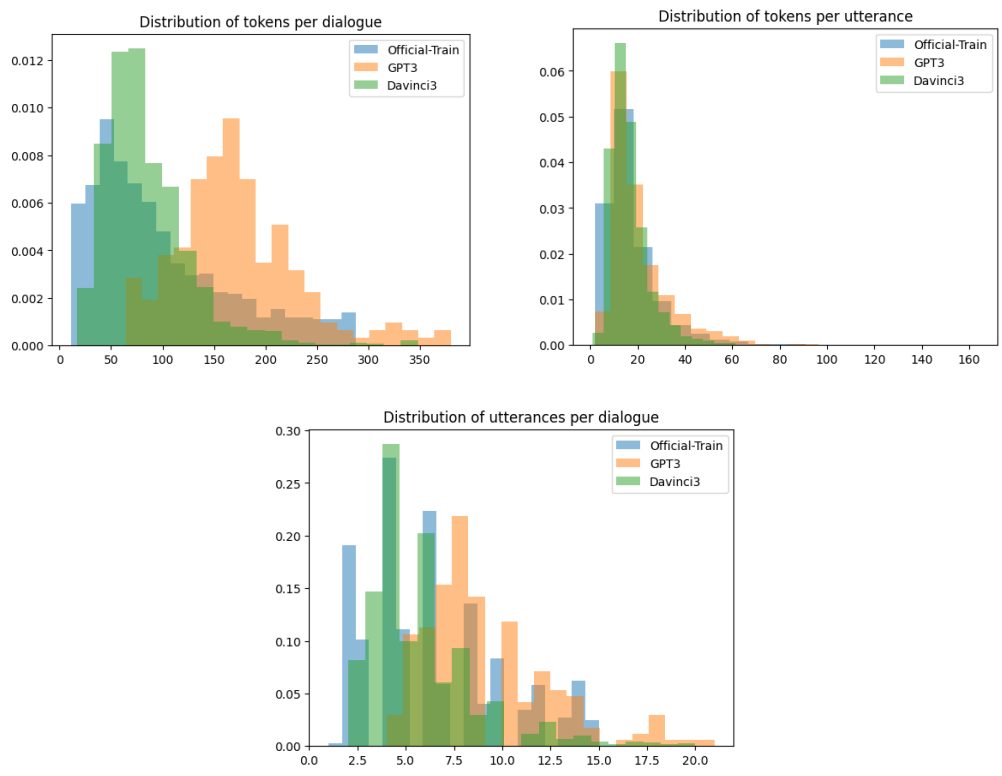 Distribution of tokens per dialogue
0.012
0.010
0.008
0.006
0.004
0.002
0.000
0 50 100 150 200 250 300 350
Official-Train
GPT3
Davinci3
Distribution of tokens per utterance
0.06
0.05
0.04
0.03
0.02
0.01
0.00
0 20 40 60 80 100 120 140 160
Official-Train
GPT3
Davinci3
Distribution of utterances per dialogue
0.30
0.25
0.20
0.15
0.10
0.05
0.00
0.0 2.5 5.0 7.5 10.0 12.5 15.0 17.5 20.0
Official-Train
GPT3
Davinci3